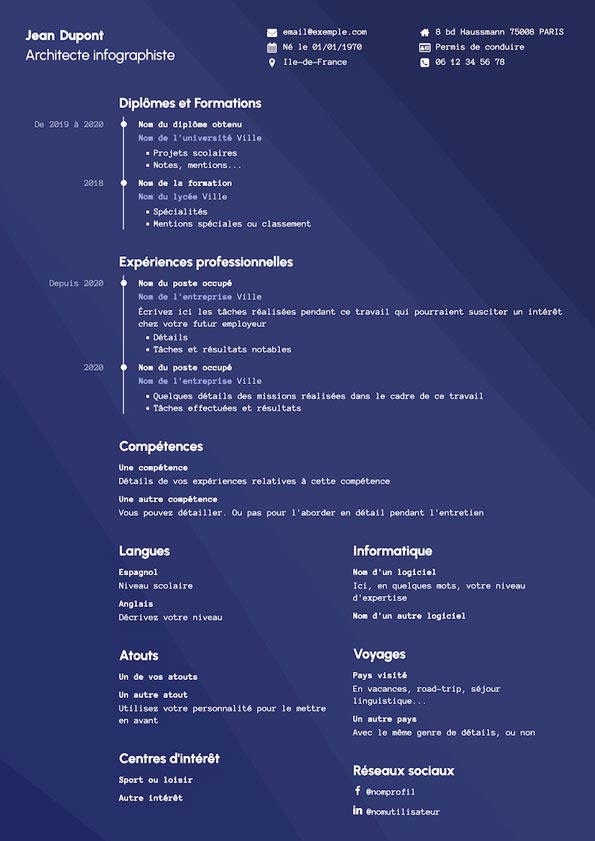 Jean Dupont
Architecte infographiste
email@exemple.com
Né le 01/01/1970
Ile-de-France
8 bd Haussmann 75008 PARIS
Permis de conduire
06 12 34 56 78
Diplômes et Formations
De 2019 à 2020
Nom du diplôme obtenu
Nom de l'université Ville
Projets scolaires
Notes, mentions...
2018
Nom de la formation
Nom du lycée Ville
Spécialités
Mentions spéciales ou classement
Expériences professionnelles
Depuis 2020
Nom du poste occupé
Nom de l'entreprise Ville
Écrivez ici les tâches réalisées pendant ce travail qui pourraient susciter un intérêt
chez votre futur employeur
Détails
Tâches et résultats notables
2020
Nom du poste occupé
Nom de l'entreprise Ville
Quelques détails des missions réalisées dans le cadre de ce travail
Tâches effectuées et résultats
Compétences
Une compétence
Détails de vos expériences relatives à cette compétence
Une autre compétence
Vous pouvez détailler. Ou pas pour l'aborder en détail pendant l'entretien
Langues
Espagnol
Niveau scolaire
Anglais
Décrivez votre niveau
Atouts
Un de vos atouts
Un autre atout
Utilisez votre personnalité pour le mettre
en avant
Centres d'intérêt
Sport ou loisir
Autre intérêt
Informatique
Nom d'un logiciel
Ici, en quelques mots, votre niveau
d'expertise
Nom d'un autre logiciel
Voyages
Pays visité
En vacances, road-trip, séjour
linguistique...
Un autre pays
Avec le même genre de détails, ou non
Réseaux sociaux
@nomprofil
@nomutilisateur